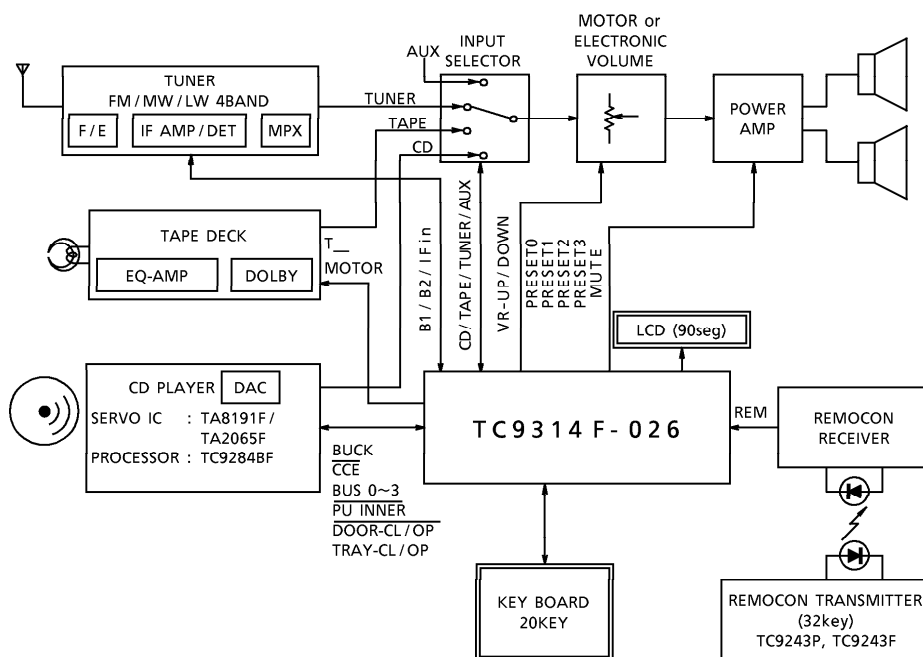 MOTOR or
ELECTRONIC
VOLUME
INPUT
SELECTOR
AUX
TUNER
FM/MW/LW 4BAND
F/E
IF AMP/DET
MPX
TUNER
TAPE
CD
POWER
AMP
TAPE DECK
EQ-AMP
DOLBY
T__
MOTOR
B1/B2/IFin
CD/TAPE/TUNER/AUX
VR-UP/DOWN
PRESET0
PRESET1
PRESET2
PRESET3
MUTE
LCD (90seg)
CD PLAYER
DAC
SERVO IC : TA8191F/
TA2065F
PROCESSOR : TC9284BF
TC9314F-026
REM
REMOCON
RECEIVER
BUCK
CCE
BUS 0~3
PU INNER
DOOR-CL/OP
TRAY-CL/OP
KEY BOARD
20KEY
REMOCON TRANSMITTER
(32key)
TC9243P, TC9243F